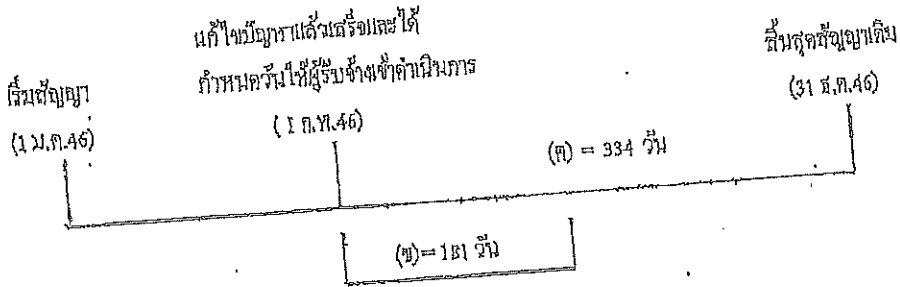 แก้ไขปัญหาแล้วเสร็จและได้
กำหนดวันให้ผู้รับจ้างเข้าดำเนินการ
(1 ก.พ.46)
เริ่มสัญญา
(1 ม.ค.46)
สิ้นสุดสัญญาเดิม
(31 ธ.ค.46)
(ค) = 334 วัน
(ข) = 181 วัน